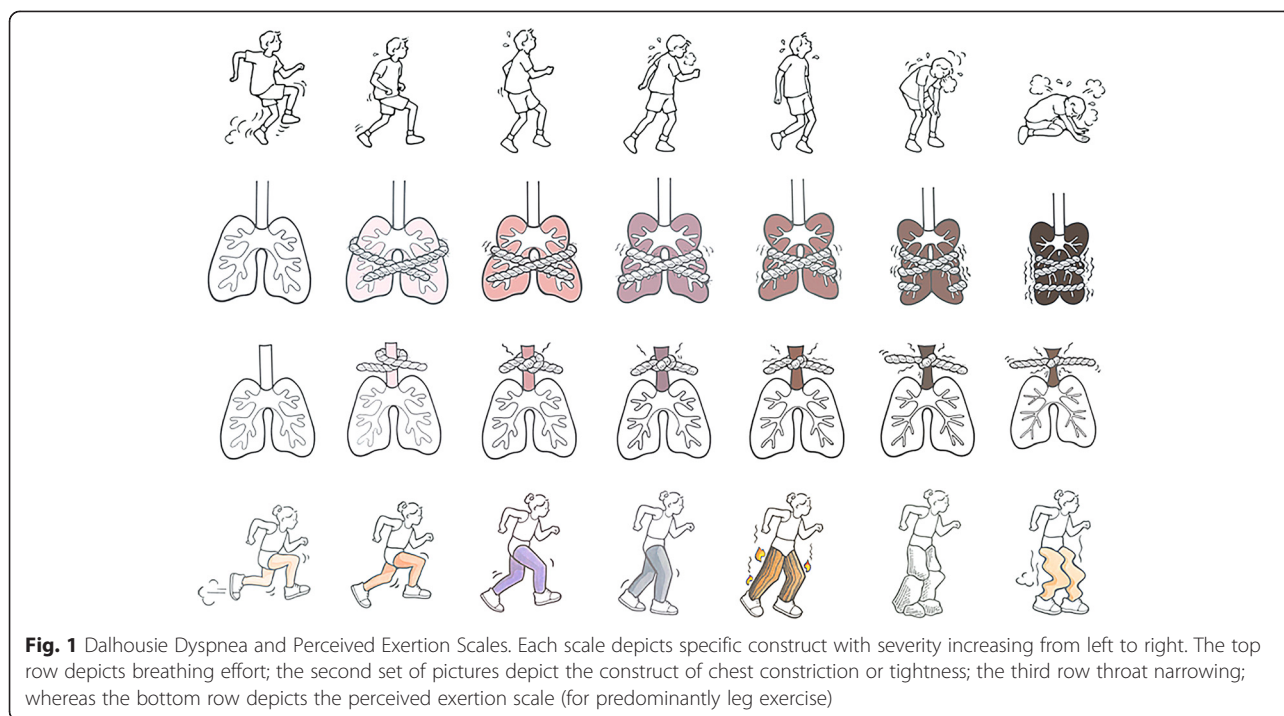 Fig. 1 Dalhousie Dyspnea and Perceived Exertion Scales. Each scale depicts specific construct with severity increasing from left to right. The top
row depicts breathing effort; the second set of pictures depict the construct of chest constriction or tightness; the third row throat narrowing;
whereas the bottom row depicts the perceived exertion scale (for predominantly leg exercise)